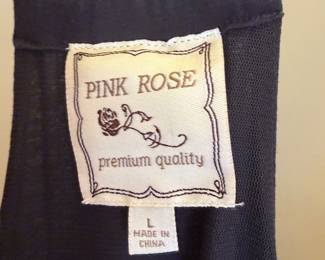 PINK ROSE
premium quality
L
MADE IN
CHINA